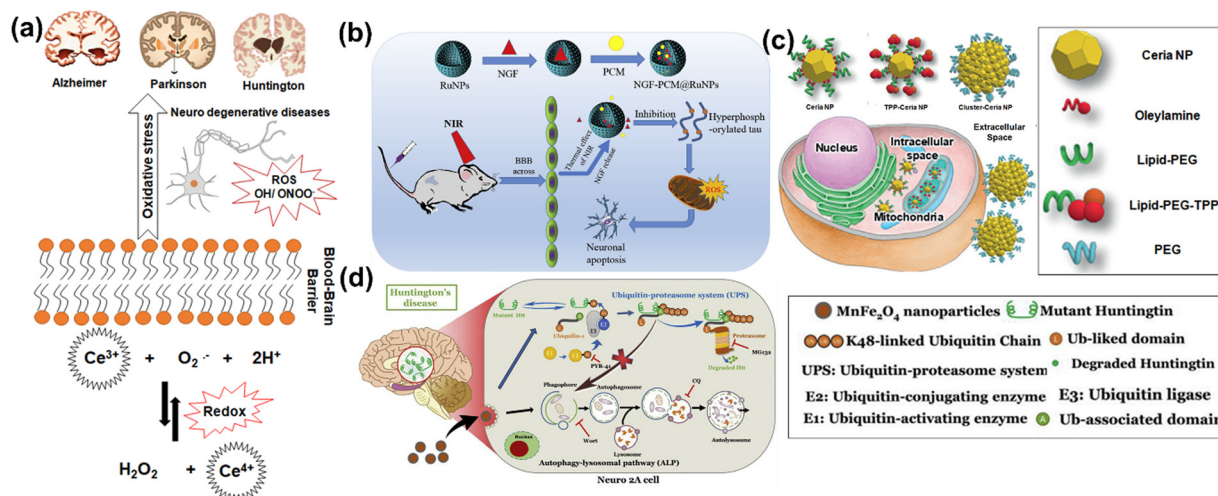 (a)
Alzheimer
Parkinson
Huntington
Neuro degenerative diseases
Oxidative stress
ROS
OH/ ONOO-
Blood-Brain
Barrier
Ce3+ + O2.- + 2H+
Redox
H2O2 + Ce4+
(b)
RuNPs
NGF
PCM
NGF-PCM@RuNPs
NIR
BBB
across
Thermal effect
of NIR
NGF release
Inhibition
Hyperphosph
-orylated tau
ROS
Neuronal
apoptosis
(c)
Ceria NP
TPP-Ceria NP
Cluster-Ceria NP
Extracellular
Space
Nucleus
Intracellular
space
Mitochondria
Ceria NP
Oleylamine
Lipid-PEG
Lipid-PEG-TPP
PEG
(d)
Huntington's
disease
Ubiquitin-proteasome system (UPS)
Mutant Htt
Ubiquitin-1
E3
E2
E1
PYR-41
Proteasome
MG132
Degraded Htt
Phagophore
Autophagosome
CQ
Wort
Lysosome
Autolysosome
Nucleus
Autophagy-lysosomal pathway (ALP)
Neuro 2A cell
MnFe2O4 nanoparticles
Mutant Huntingtin
K48-linked Ubiquitin Chain
L Ub-liked domain
UPS: Ubiquitin-proteasome system
Degraded Huntingtin
E2: Ubiquitin-conjugating enzyme
E3: Ubiquitin ligase
E1: Ubiquitin-activating enzyme
A Ub-associated domain